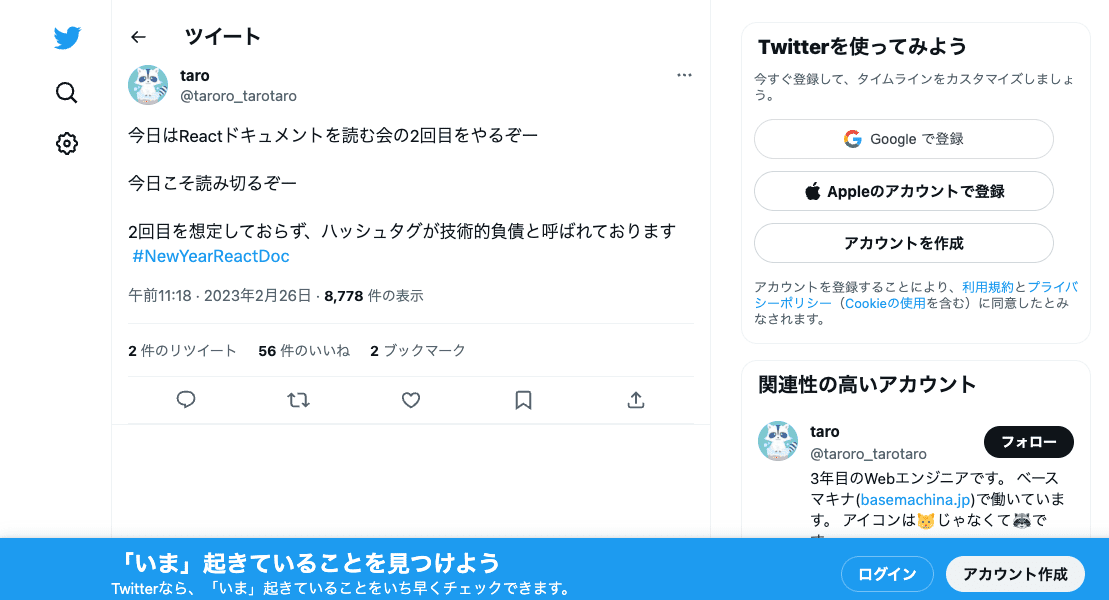 ツイート
taro
@taroro_tarotaro
今日はReactドキュメントを読む会の2回目をやるぞー
今日こそ読み切るぞー
2回目を想定しておらず、ハッシュタグが技術的負債と呼ばれております
#NewYearReactDoc
午前11:18 · 2023年2月26日 · 8,778 件の表示
2 件のリツイート 56 件のいいね 2 ブックマーク
Twitterを使ってみよう
今すぐ登録して、タイムラインをカスタマイズしましょ
う。
Google で登録
Appleのアカウントで登録
アカウントを作成
アカウントを登録することにより、利用規約とプライバ
シーポリシー（Cookieの使用を含む）に同意したとみ
なされます。
関連性の高いアカウント
taro
@taroro_tarotaro
フォロー
3年目のWebエンジニアです。 ベース
マキナ(basemachina.jp)で働いていま
す。 アイコンは🐱じゃなくて🦝で
「いま」起きていることを見つけよう
Twitterなら、「いま」起きていることをいち早くチェックできます。
ログイン
アカウント作成